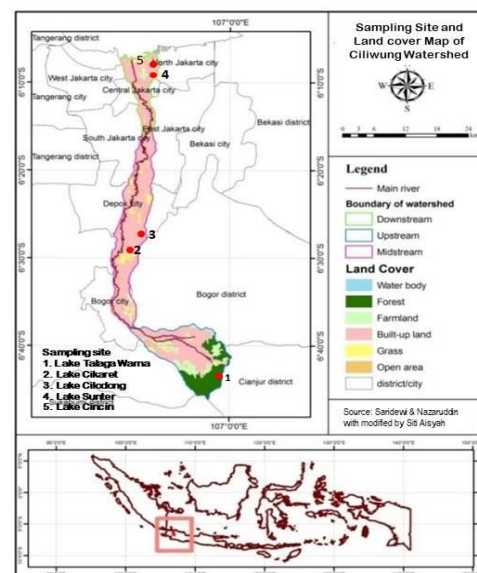 Sampling Site and
Land cover Map of
Ciliwung Watershed
N
W E
S
Legend
Main river
Boundary of watershed
Downstream
Upstream
Midstream
Land Cover
Water body
Forest
Farmland
Built-up land
Grass
Open area
district/city
Source: Saridewi & Nazaruddin
with modified by Siti Aisyah
107°0'0"E
Tangerang district
5
North Jakarta city
4
West Jakarta city
Central Jakarta city
Tangerang city
East Jakarta city
Bekasi district
South Jakarta city
Bekasi city
Tangerang district
Depok city
3
2
Bogor city
Bogor district
Cianjur district
1
6°10'0"S
6°20'0"S
6°30'0"S
6°40'0"S
6°10'0"S
6°20'0"S
6°30'0"S
6°40'0"S
Sampling site
1. Lake Talaga Warna
2. Lake Cikaret
3. Lake Cilodong
4. Lake Sunter
5. Lake Cincin
107°0'0"E